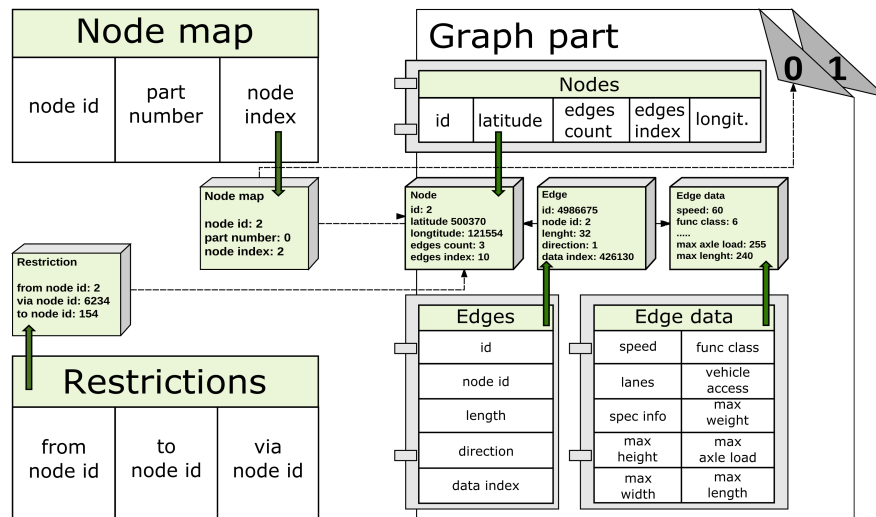 Node map
node id
part
number
node
index
Graph part
0 1
Nodes
id
latitude
edges
count
edges
index
longit.
Node map
node id: 2
part number: 0
node index: 2
Node
id: 2
latitude 500370
longtitude: 121554
edges count: 3
edges index: 10
Edge
id: 4986675
node id: 2
lenght: 32
direction: 1
data index: 426130
Edge data
speed: 60
func class: 6
.....
max axle load: 255
max lenght: 240
Restriction
from node id: 2
via node id: 6234
to node id: 154
Restrictions
from
node id
to
node id
via
node id
Edges
id
node id
length
direction
data index
Edge data
speed
func class
lanes
vehicle
access
spec info
max
weight
max
height
max
axle load
max
width
max
length